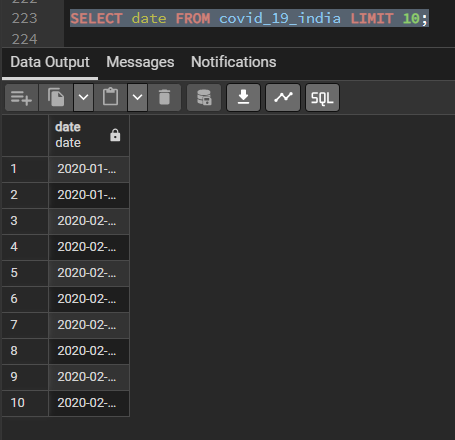 222
223 SELECT date FROM covid_19_india LIMIT 10;
224
Data Output Messages Notifications
SQL
date
date
1 2020-01-...
2 2020-01-...
3 2020-02-...
4 2020-02-...
5 2020-02-...
6 2020-02-...
7 2020-02-...
8 2020-02-...
9 2020-02-...
10 2020-02-...